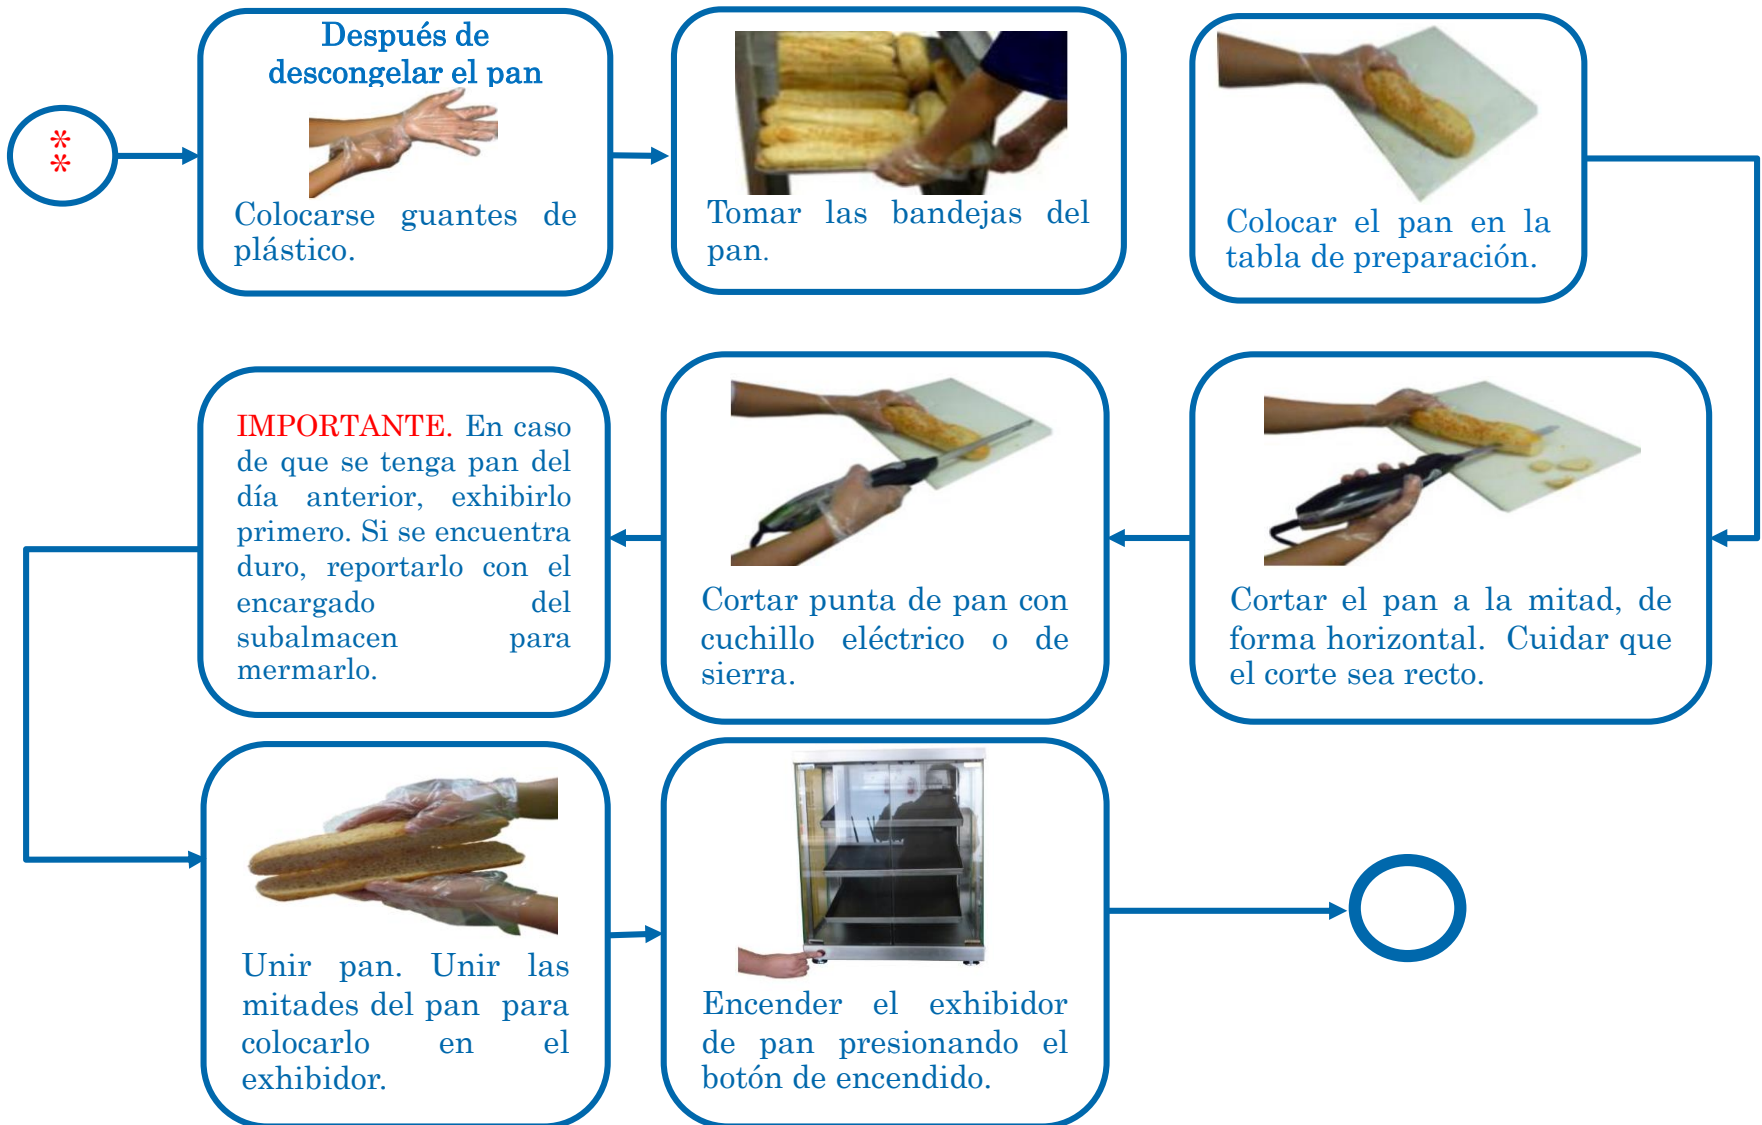 *
*
Después de
descongelar el pan
Colocarse guantes de
plástico.
Tomar las bandejas del
pan.
Colocar el pan en la
tabla de preparación.
Cortar el pan a la mitad, de
forma horizontal. Cuidar que
el corte sea recto.
Cortar punta de pan con
cuchillo eléctrico o de
sierra.
IMPORTANTE. En caso
de que se tenga pan del
día anterior, exhibirlo
primero. Si se encuentra
duro, reportarlo con el
encargado del
subalmacen para
mermarlo.
Unir pan. Unir las
mitades del pan para
colocarlo en el
exhibidor.
Encender el exhibidor
de pan presionando el
botón de encendido.